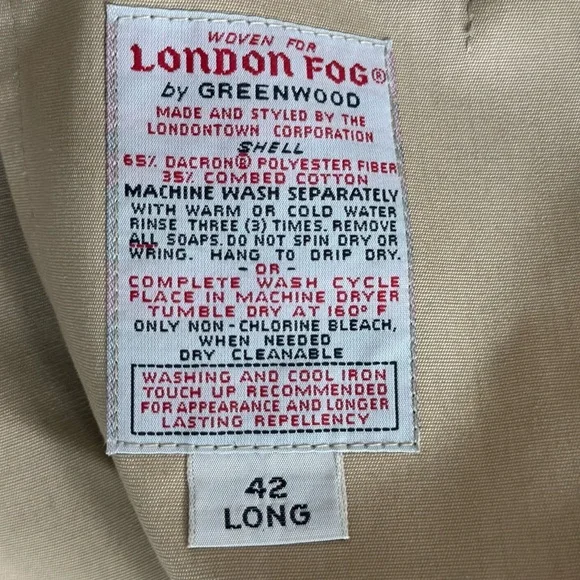 WOVEN FOR
LONDON FOG®
by GREENWOOD
MADE AND STYLED BY THE
LONDONTOWN CORPORATION
SHELL
65% DACRON® POLYESTER FIBER
35% COMBED COTTON
MACHINE WASH SEPARATELY
WITH WARM OR COLD WATER
RINSE THREE (3) TIMES. REMOVE
ALL SOAPS. DO NOT SPIN DRY OR
WRING. HANG TO DRIP DRY.
- OR -
COMPLETE WASH CYCLE
PLACE IN MACHINE DRYER
TUMBLE DRY AT 160° F
ONLY NON-CHLORINE BLEACH,
WHEN NEEDED
DRY CLEANABLE
WASHING AND COOL IRON
TOUCH UP RECOMMENDED
FOR APPEARANCE AND LONGER
LASTING REPELLENCY
42
LONG